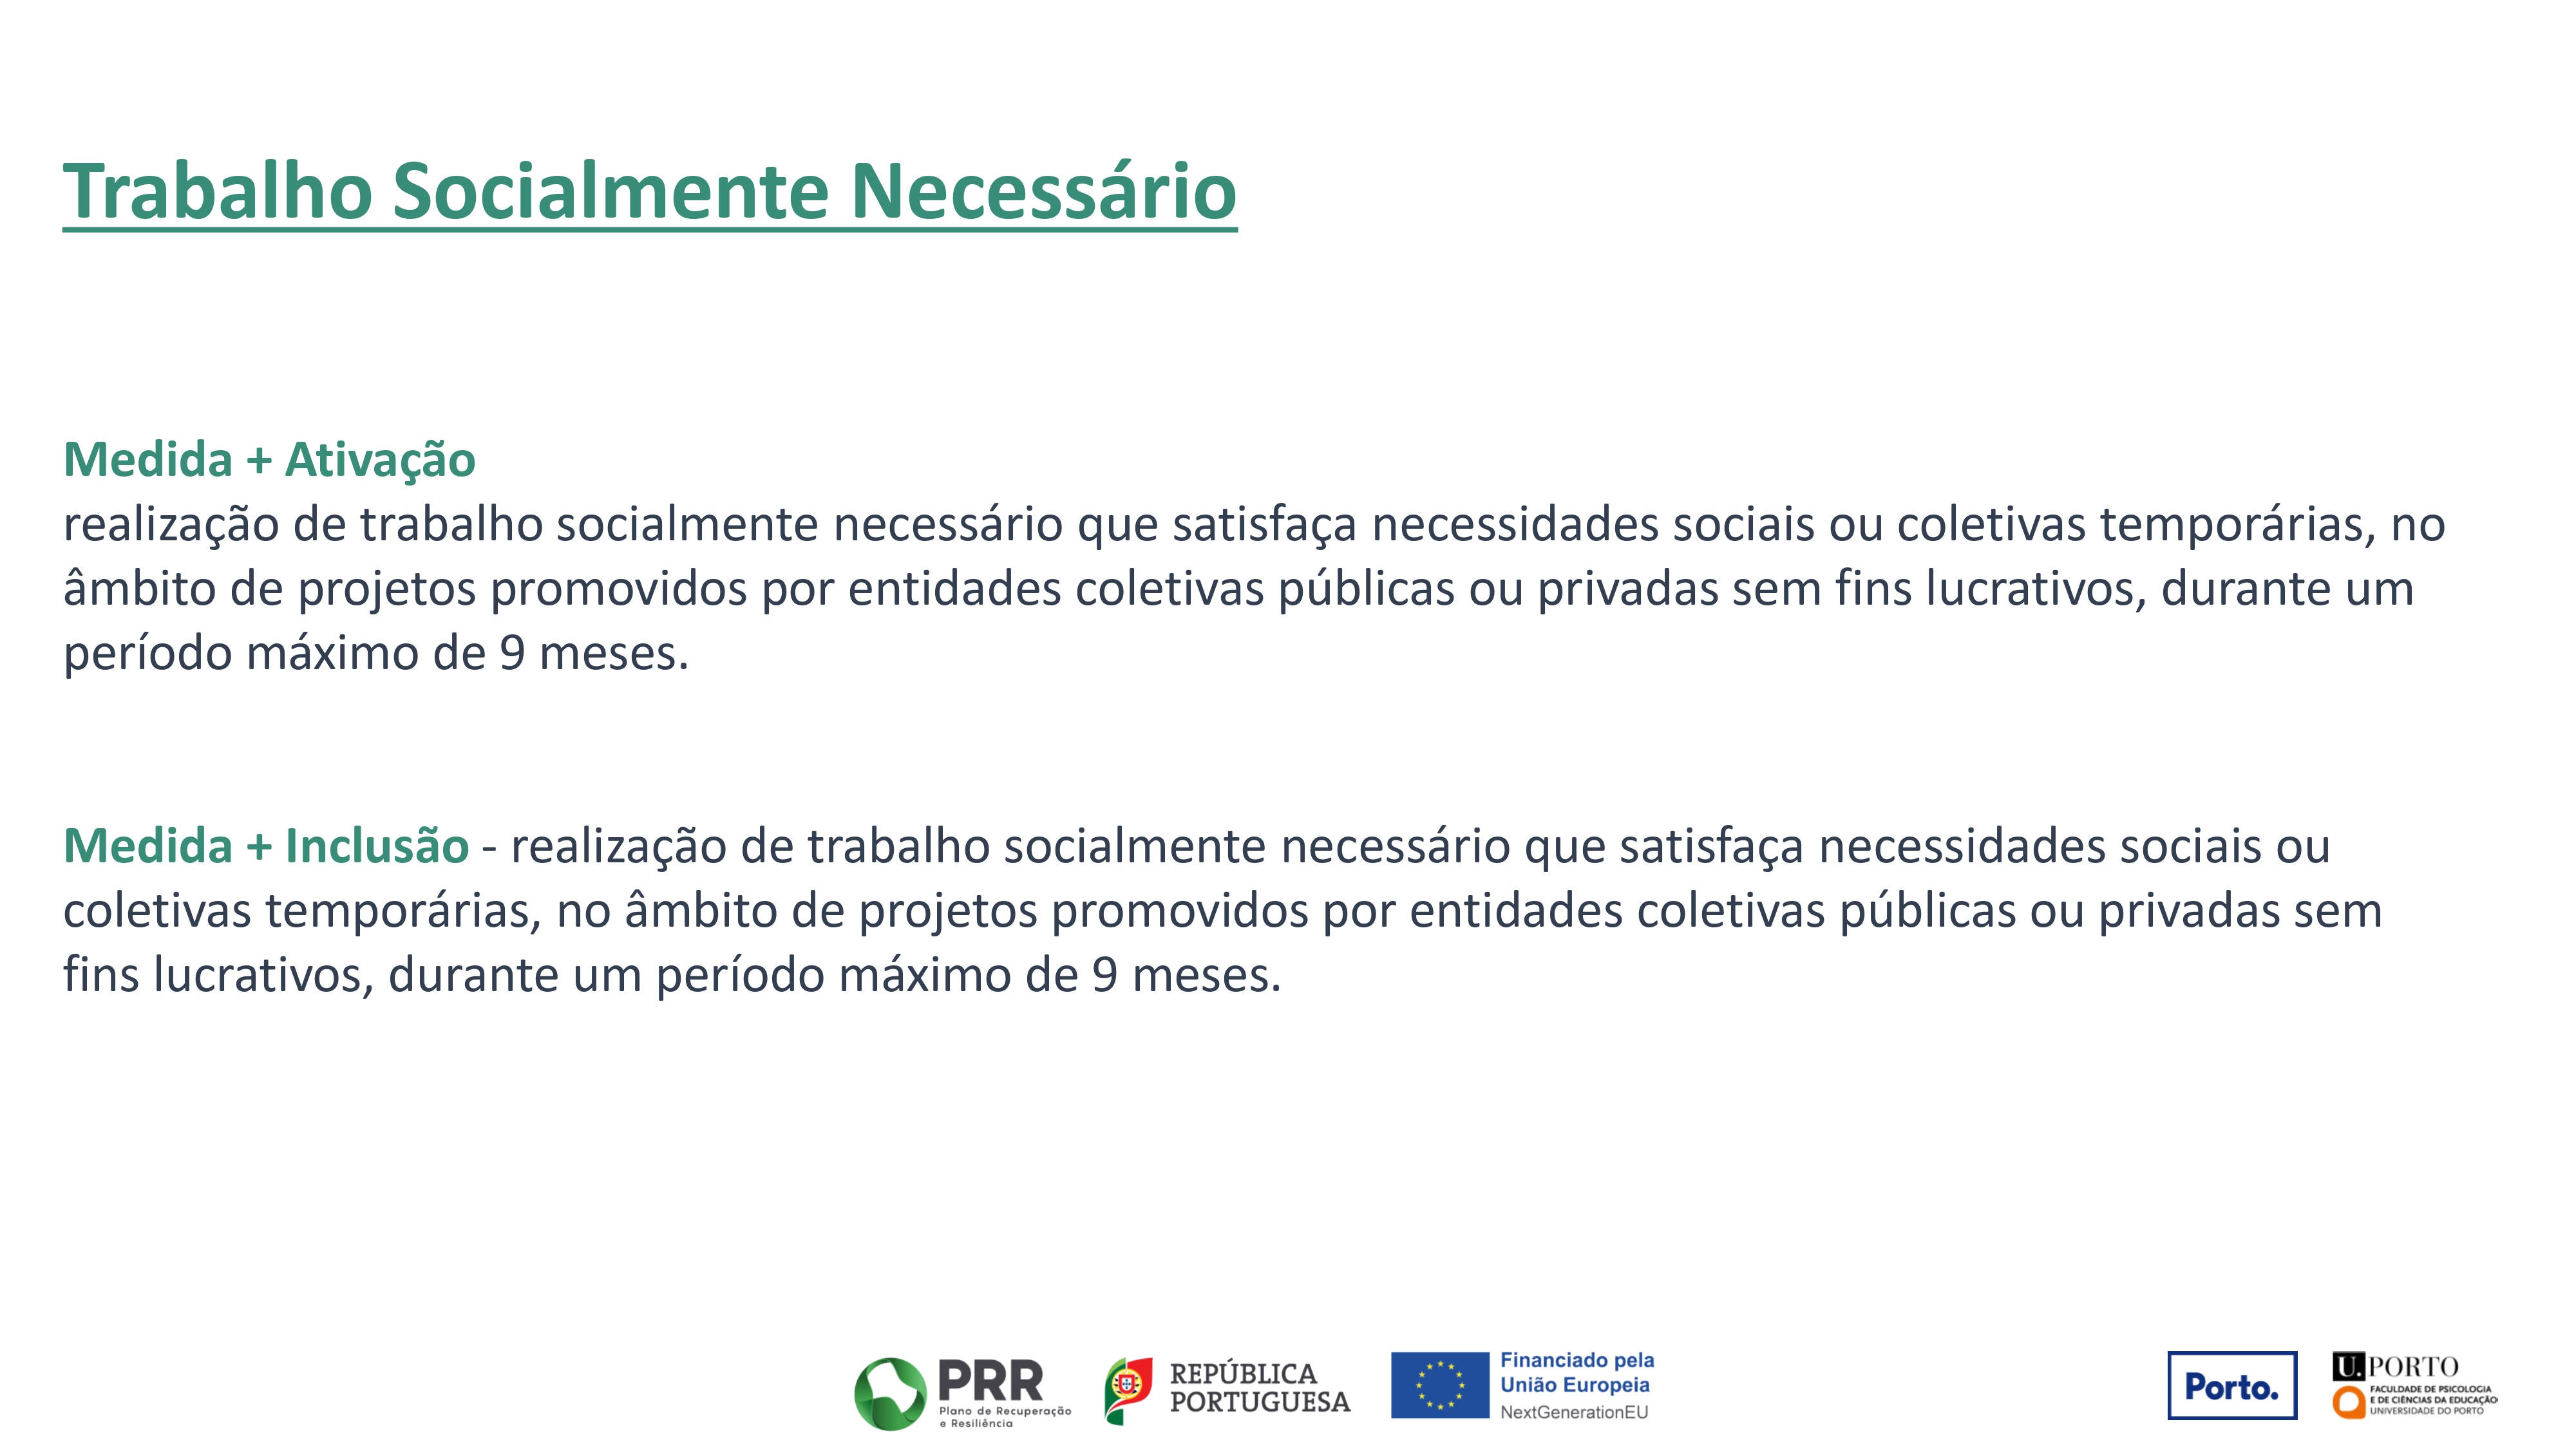 Trabalho Socialmente Necessário
Medida + Ativação
realização de trabalho socialmente necessário que satisfaça necessidades sociais ou coletivas temporárias, no
âmbito de projetos promovidos por entidades coletivas públicas ou privadas sem fins lucrativos, durante um
período máximo de 9 meses.
Medida + Inclusão - realização de trabalho socialmente necessário que satisfaça necessidades sociais ou
coletivas temporárias, no âmbito de projetos promovidos por entidades coletivas públicas ou privadas sem
fins lucrativos, durante um período máximo de 9 meses.
PRR
Plano de Recuperação
e Resiliência
REPÚBLICA
PORTUGUESA
Financiado pela
União Europeia
NextGenerationEU
Porto.
U.PORTO
FACULDADE DE PSICOLOGIA
E DE CIÊNCIAS DA EDUCAÇÃO
UNIVERSIDADE DO PORTO